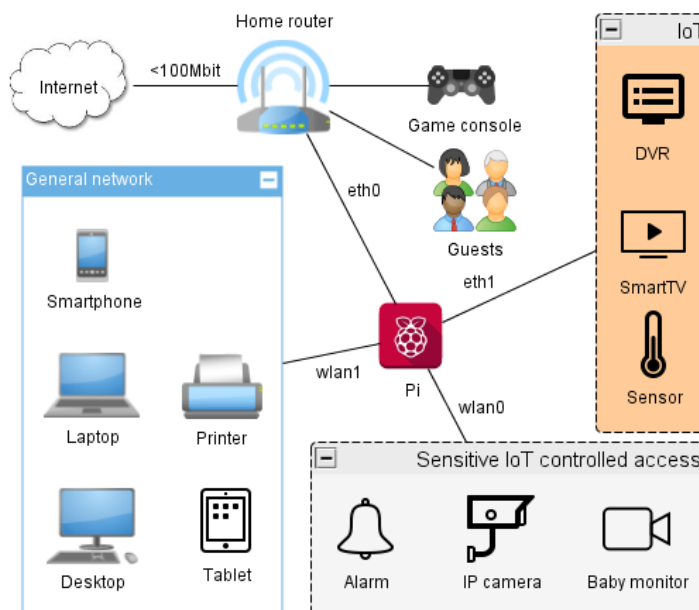 Home router
IoT
Internet
<100Mbit
Game console
DVR
General network
eth0
Guests
eth1
SmartTV
Smartphone
wlan1
Pi
Sensor
wlan0
Laptop
Printer
Sensitive IoT controlled access
Desktop
Tablet
Alarm
IP camera
Baby monitor